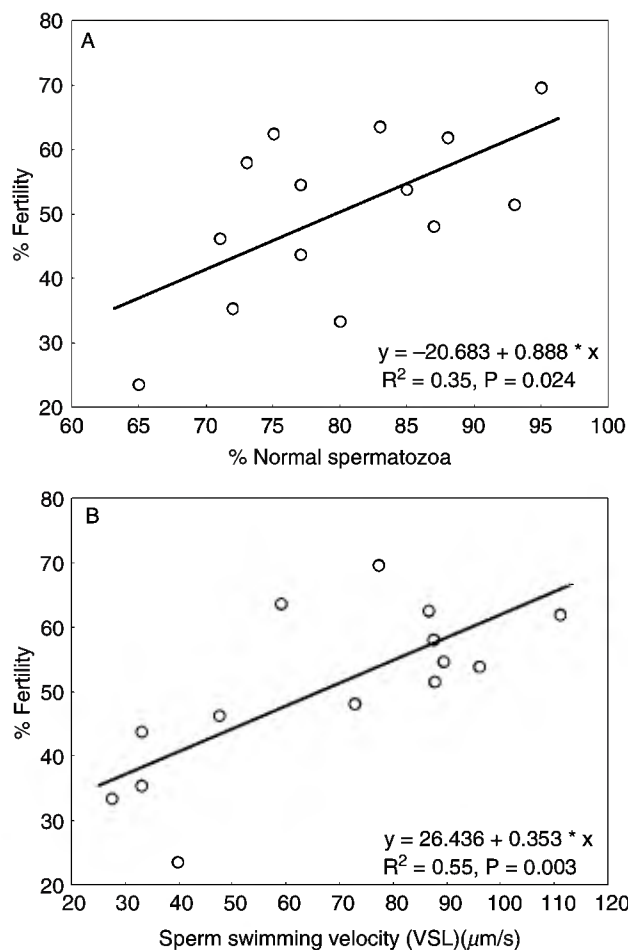 A
80
70
60
50
40
30
20
% Fertility
y = –20.683 + 0.888 * x
R² = 0.35, P = 0.024
60 65 70 75 80 85 90 95 100
% Normal spermatozoa
B
80
70
60
50
40
30
20
% Fertility
y = 26.436 + 0.353 * x
R² = 0.55, P = 0.003
20 30 40 50 60 70 80 90 100 110 120
Sperm swimming velocity (VSL)(μm/s)